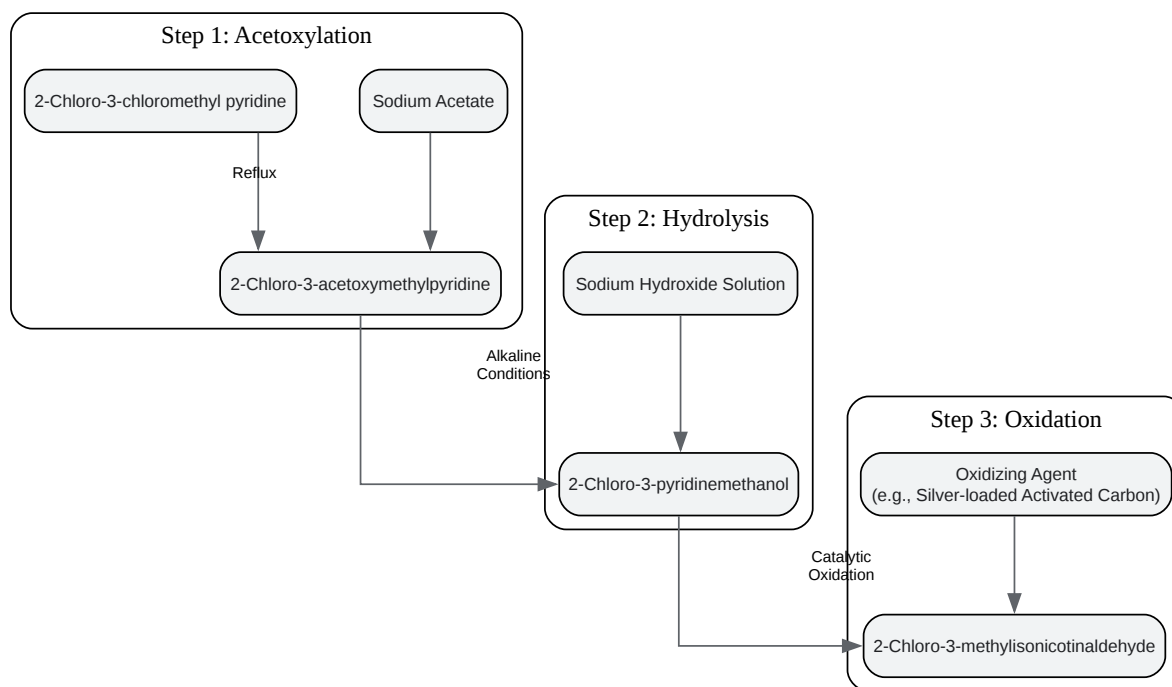 Step 1: Acetoxylation
2-Chloro-3-chloromethyl pyridine
Sodium Acetate
Reflux
2-Chloro-3-acetoxymethylpyridine
Step 2: Hydrolysis
Sodium Hydroxide Solution
Alkaline
Conditions
2-Chloro-3-pyridinemethanol
Step 3: Oxidation
Oxidizing Agent
(e.g., Silver-loaded Activated Carbon)
Catalytic
Oxidation
2-Chloro-3-methylisonicotinaldehyde